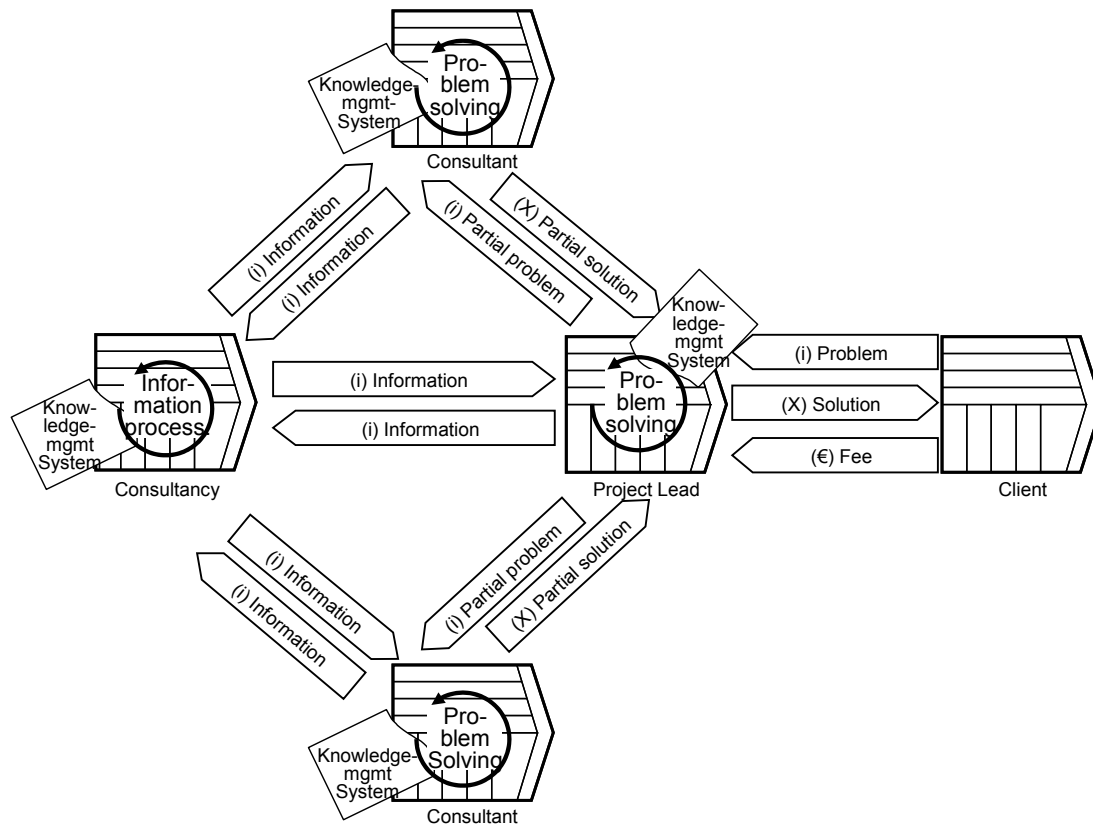 Pro-
blem
solving
Knowledge-
mgmt-
System
Consultant
(i) Information
(i) Information
(X) Partial solution
(i) Partial problem
Know-
ledge-
mgmt
System
Infor-
mation
process.
Know-
ledge-
mgmt
System
Consultancy
(i) Information
(i) Information
Pro-
blem
solving
Project Lead
(i) Problem
(X) Solution
(€) Fee
Client
(i) Information
(i) Information
(i) Partial problem
(X) Partial solution
Pro-
blem
Solving
Knowledge-
mgmt
System
Consultant